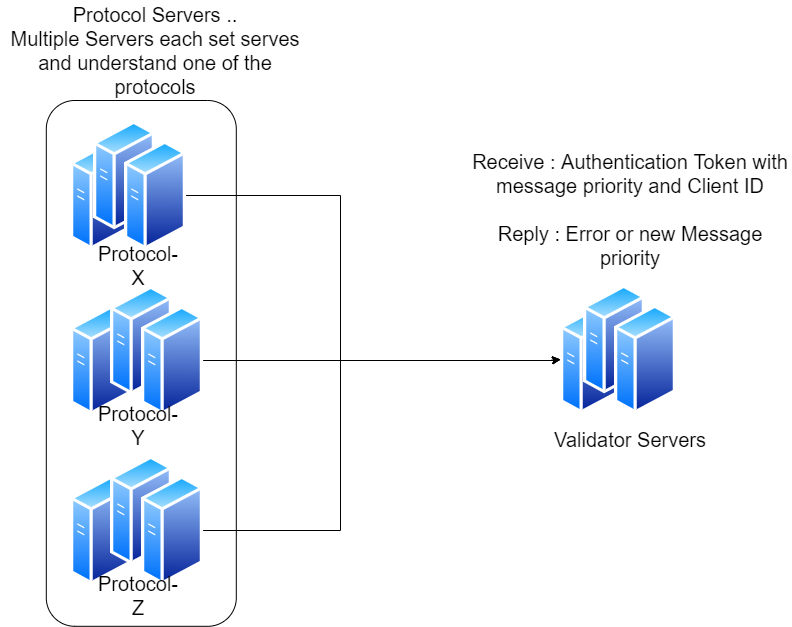 Protocol Servers ..
Multiple Servers each set serves
and understand one of the
protocols
Receive : Authentication Token with
message priority and Client ID
Reply : Error or new Message
priority
Protocol-
X
Protocol-
Y
Validator Servers
Protocol-
Z